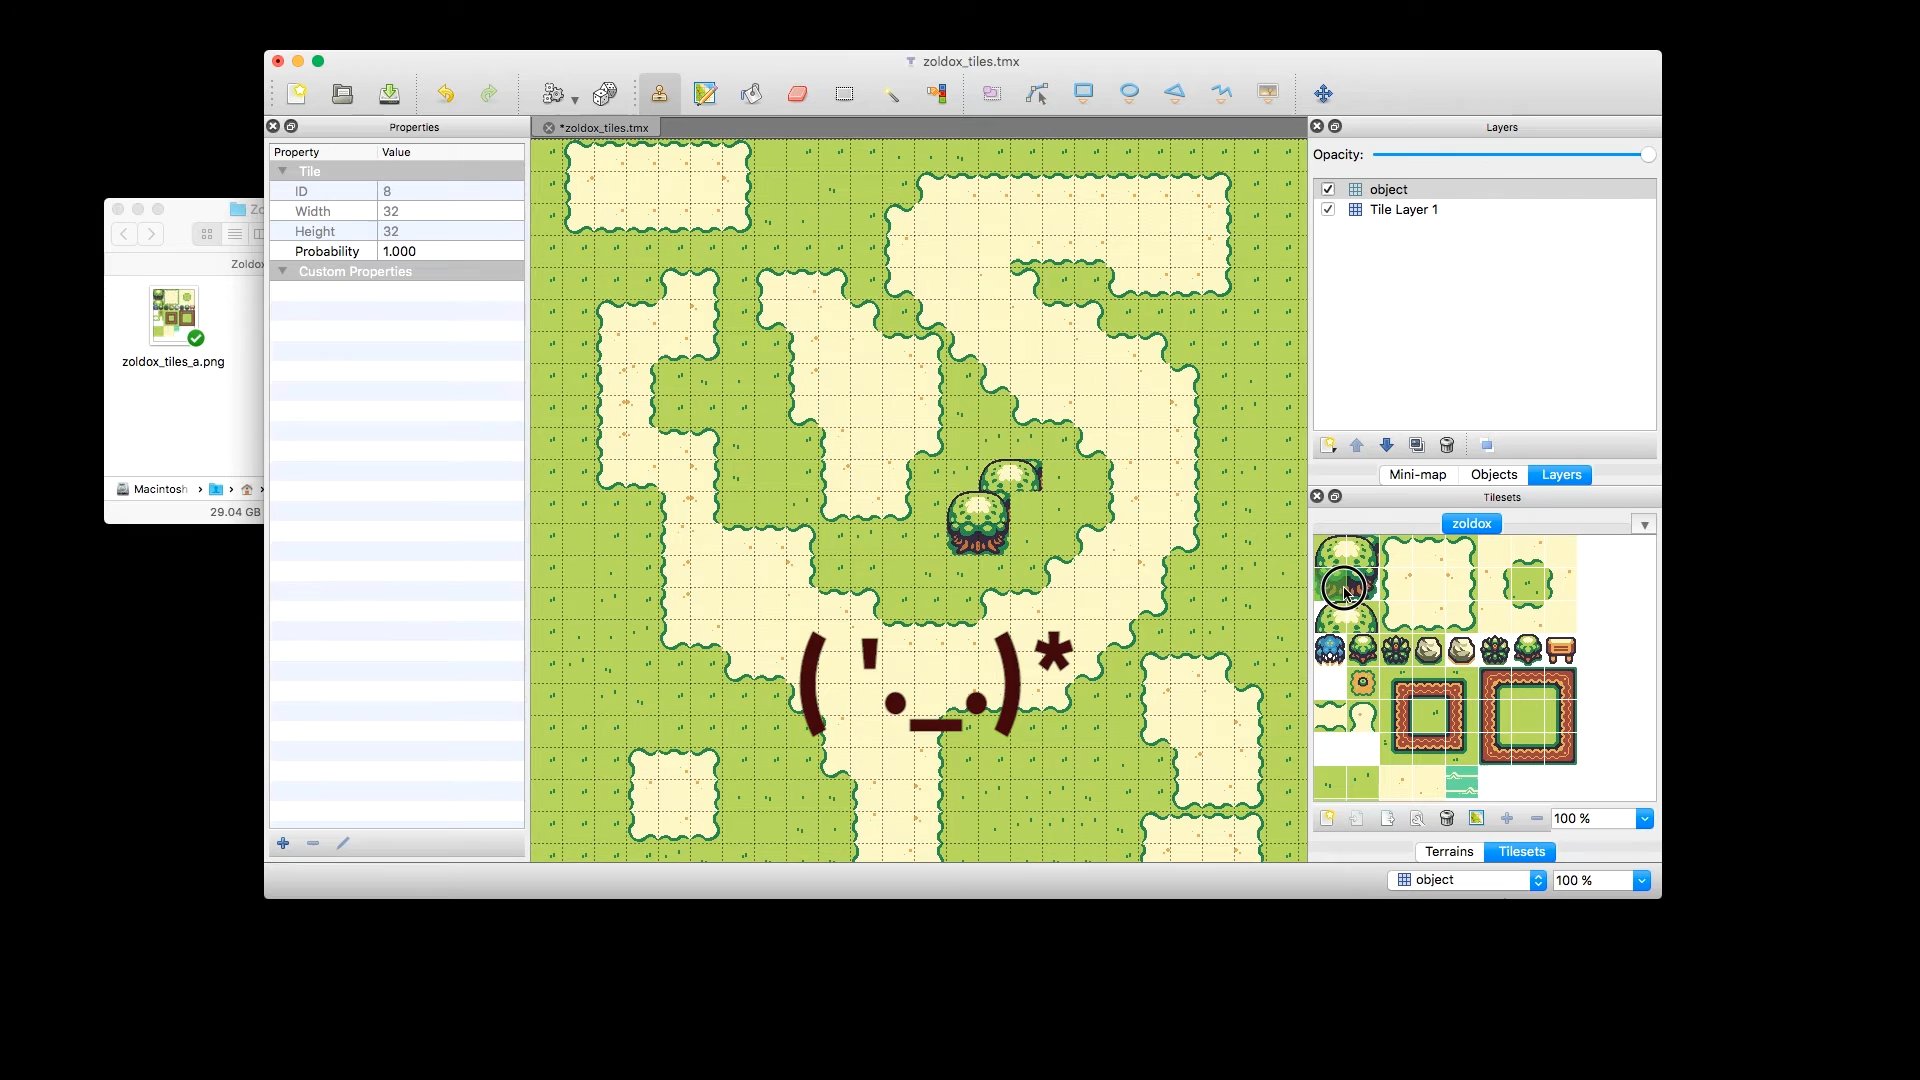 zoldox_tiles.tmx
Properties
*zoldox_tiles.tmx
Layers
Property Value
Opacity:
Tile
ID 8
object
Width 32
Tile Layer 1
Height 32
Probability 1.000
Zoldox
Custom Properties
zoldox_tiles_a.png
Mini-map Objects Layers
Macintosh
Tilesets
29.04 GB
zoldox
( ' . _ . ) *
100 %
Terrains Tilesets
object 100 %